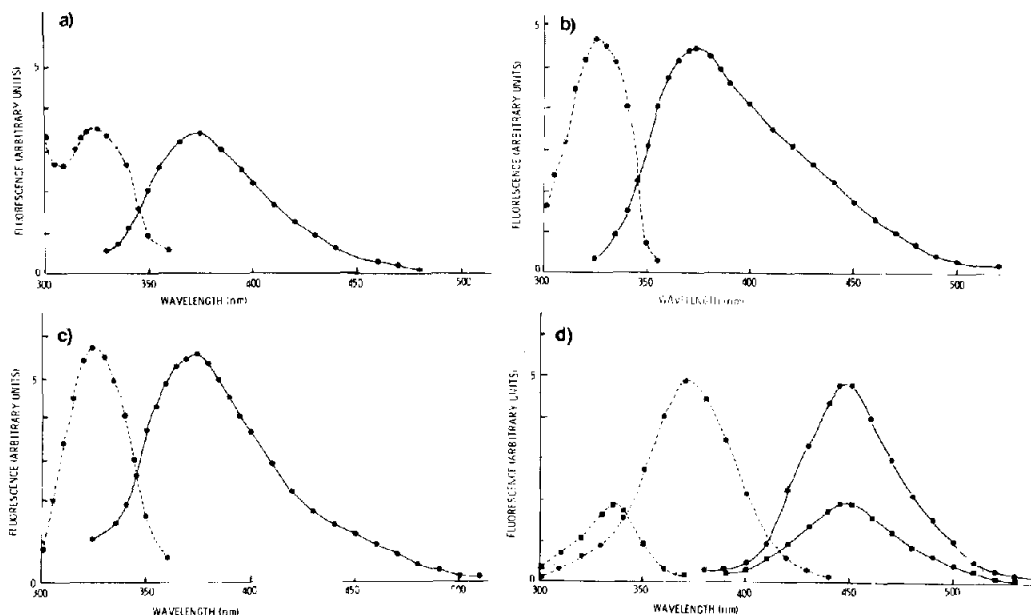 a)
FLUORESCENCE (ARBITRARY UNITS)
5
0
300 350 400 450 500
WAVELENGTH (nm)
b)
FLUORESCENCE (ARBITRARY UNITS)
5
0
300 350 400 450 500
WAVELENGTH (nm)
c)
FLUORESCENCE (ARBITRARY UNITS)
5
0
300 350 400 450 500
WAVELENGTH (nm)
d)
FLUORESCENCE (ARBITRARY UNITS)
5
0
300 350 400 450 500
WAVELENGTH (nm)